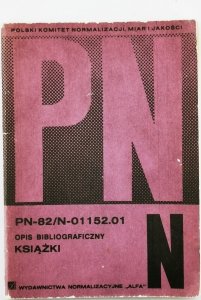 POLSKI KOMITET NORMALIZACJI, MIAR I JAKOŚCI
PN
PN-82/N-01152.01
OPIS BIBLIOGRAFICZNY
KSIĄŻKI
N
WYDAWNICTWA NORMALIZACYJNE „ALFA”